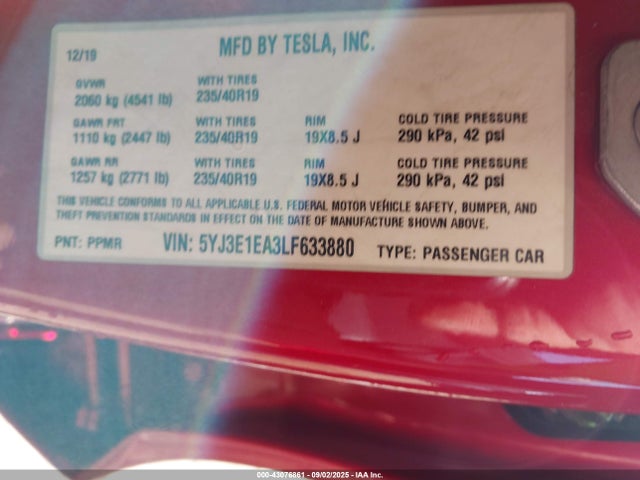 12/19 MFD BY TESLA, INC.
GVWR WITH TIRES
2060 kg (4541 lb) 235/40R19
GAWR FRT WITH TIRES RIM COLD TIRE PRESSURE
1110 kg (2447 lb) 235/40R19 19X8.5 J 290 kPa, 42 psi
GAWR RR WITH TIRES RIM COLD TIRE PRESSURE
1257 kg (2771 lb) 235/40R19 19X8.5 J 290 kPa, 42 psi
THIS VEHICLE CONFORMS TO ALL APPLICABLE U.S. FEDERAL MOTOR VEHICLE SAFETY, BUMPER, AND
THEFT PREVENTION STANDARDS IN EFFECT ON THE DATE OF MANUFACTURE SHOWN ABOVE.
PNT: PPMR VIN: 5YJ3E1EA3LF633880 TYPE: PASSENGER CAR
000-43076861 - 09/02/2025 - IAA Inc.